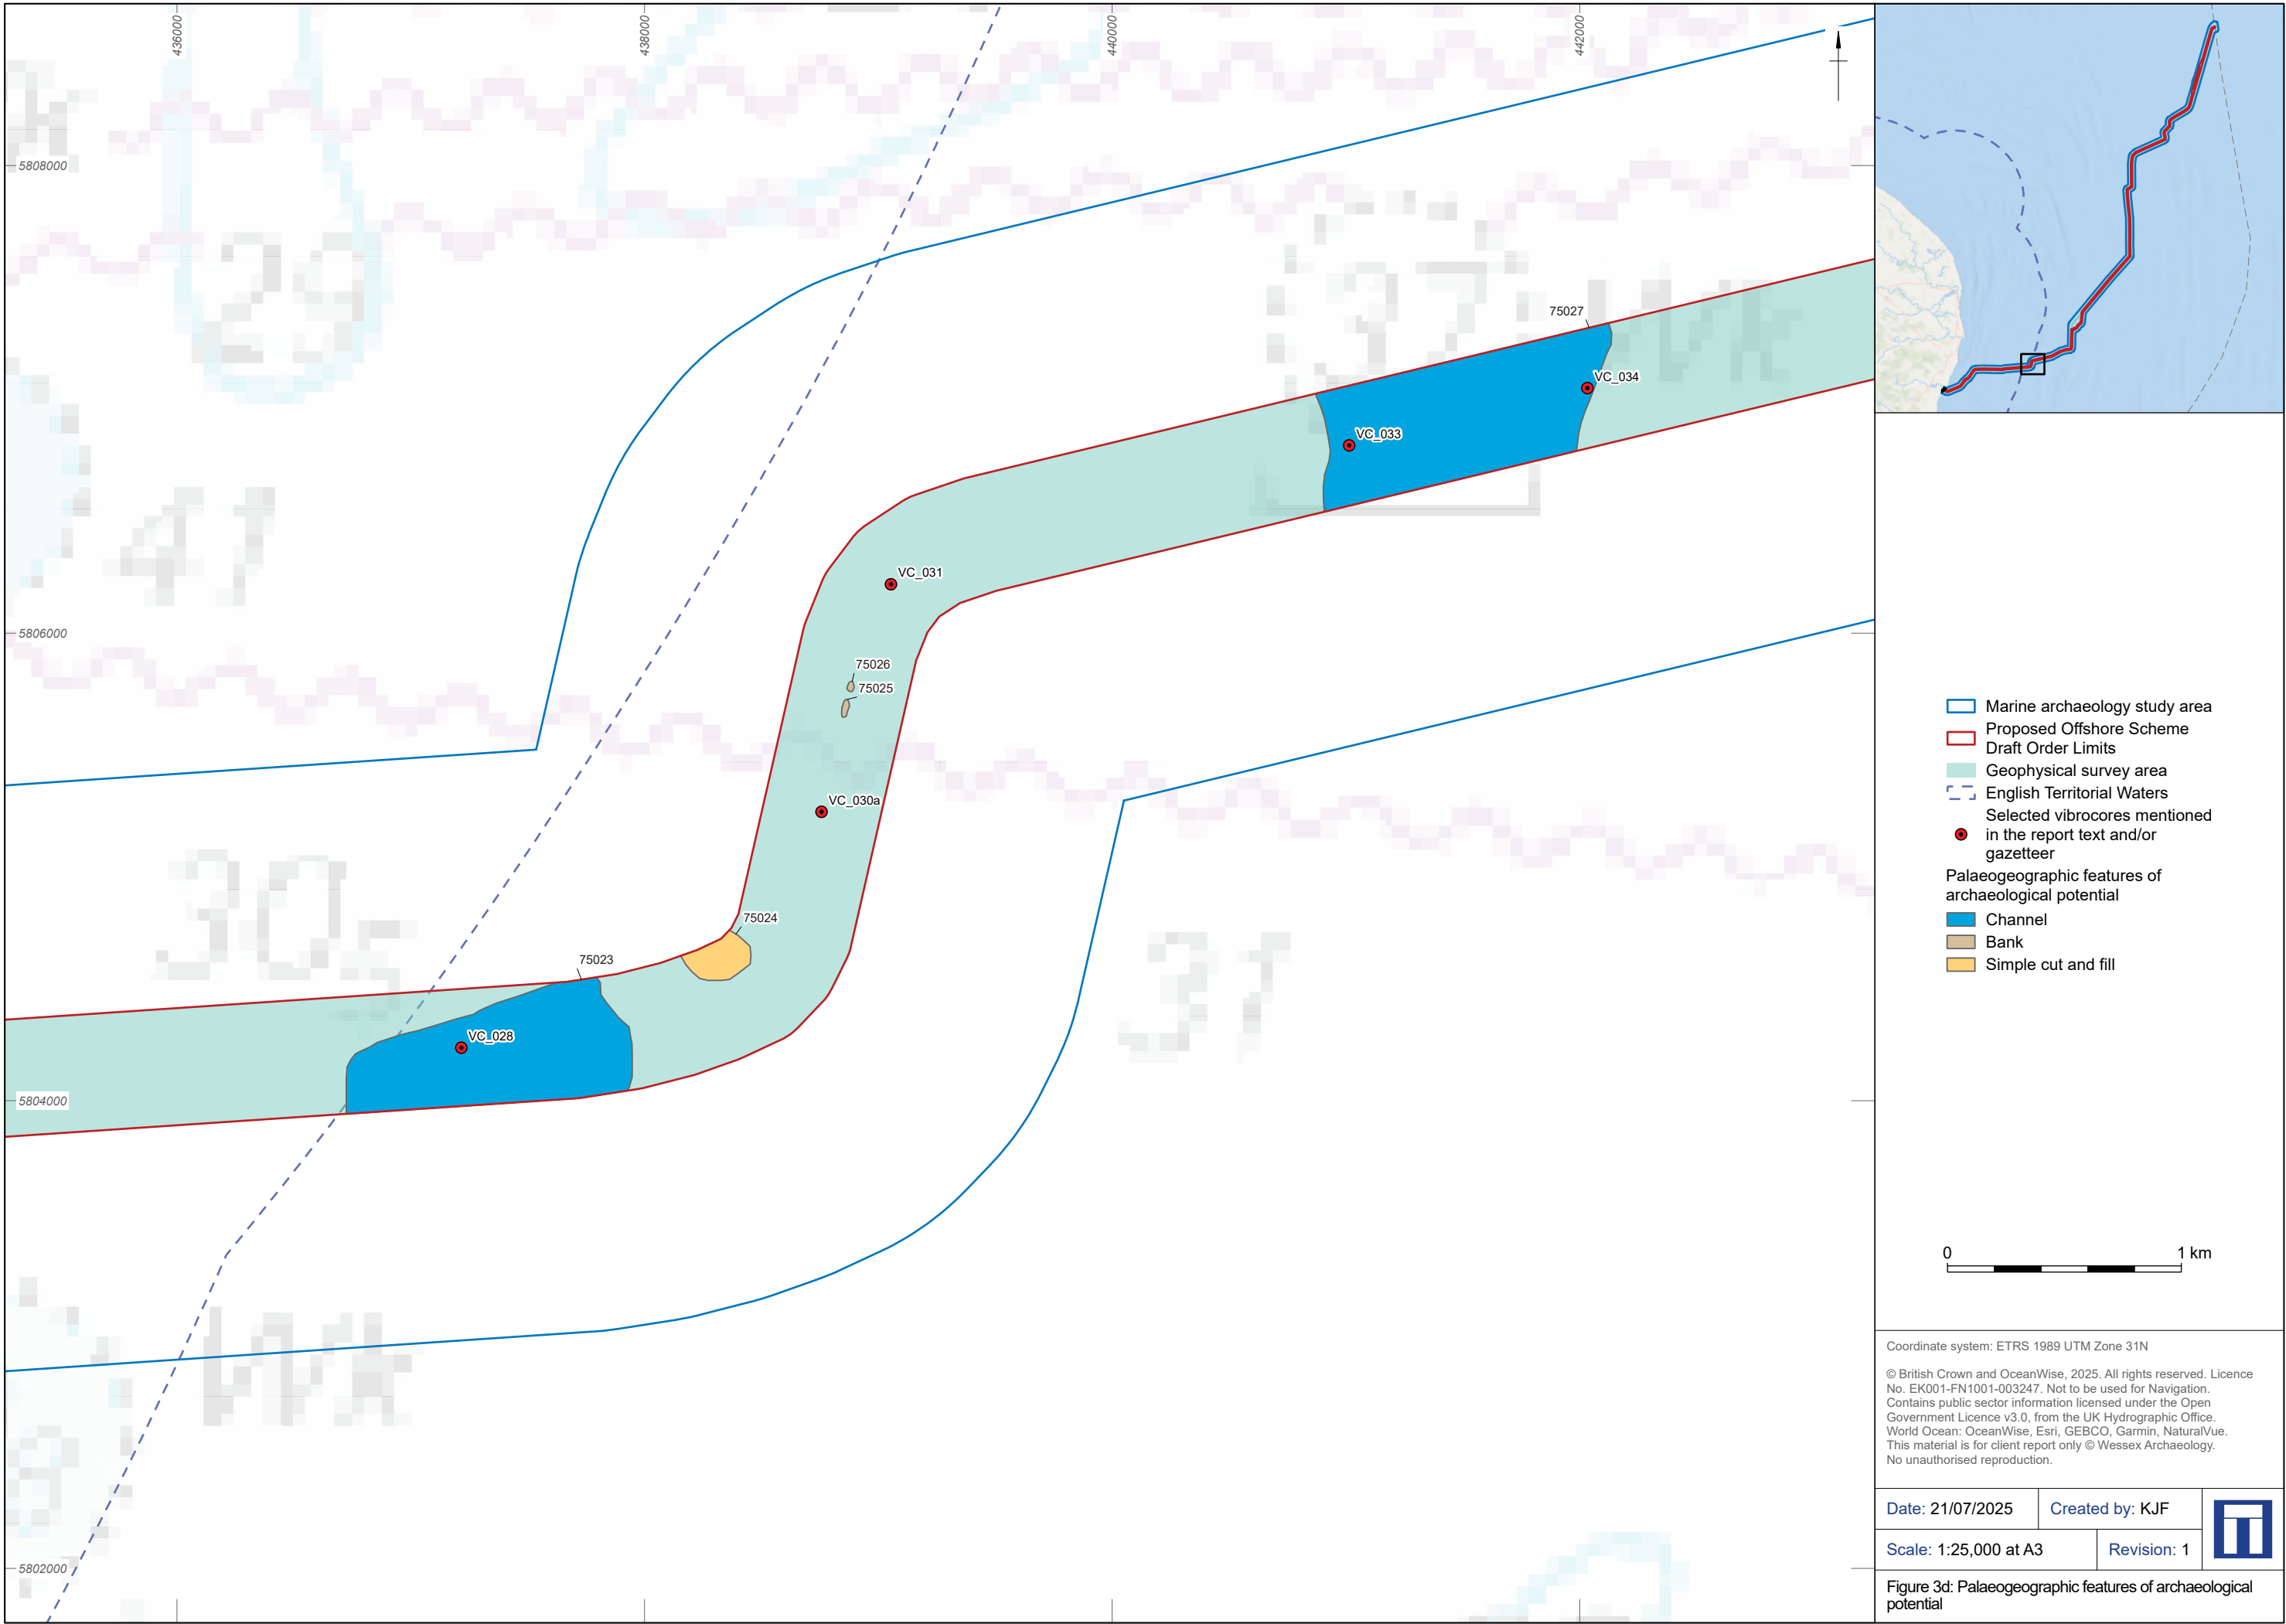 436000
438000
440000
442000
5808000
5806000
5804000
5802000
29
41
30
5
37
31
Wk
75027
VC_034
VC_033
VC_031
75026
75025
VC_030a
75024
75023
VC_028
Marine archaeology study area
Proposed Offshore Scheme
Draft Order Limits
Geophysical survey area
English Territorial Waters
Selected vibrocores mentioned
in the report text and/or
gazetteer
Palaeogeographic features of
archaeological potential
Channel
Bank
Simple cut and fill
0 1 km
Coordinate system: ETRS 1989 UTM Zone 31N
© British Crown and OceanWise, 2025. All rights reserved. Licence
No. EK001-FN1001-003247. Not to be used for Navigation.
Contains public sector information licensed under the Open
Government Licence v3.0, from the UK Hydrographic Office.
World Ocean: OceanWise, Esri, GEBCO, Garmin, NaturalVue.
This material is for client report only © Wessex Archaeology.
No unauthorised reproduction.
Date: 21/07/2025 Created by: KJF
Scale: 1:25,000 at A3 Revision: 1
Figure 3d: Palaeogeographic features of archaeological
potential